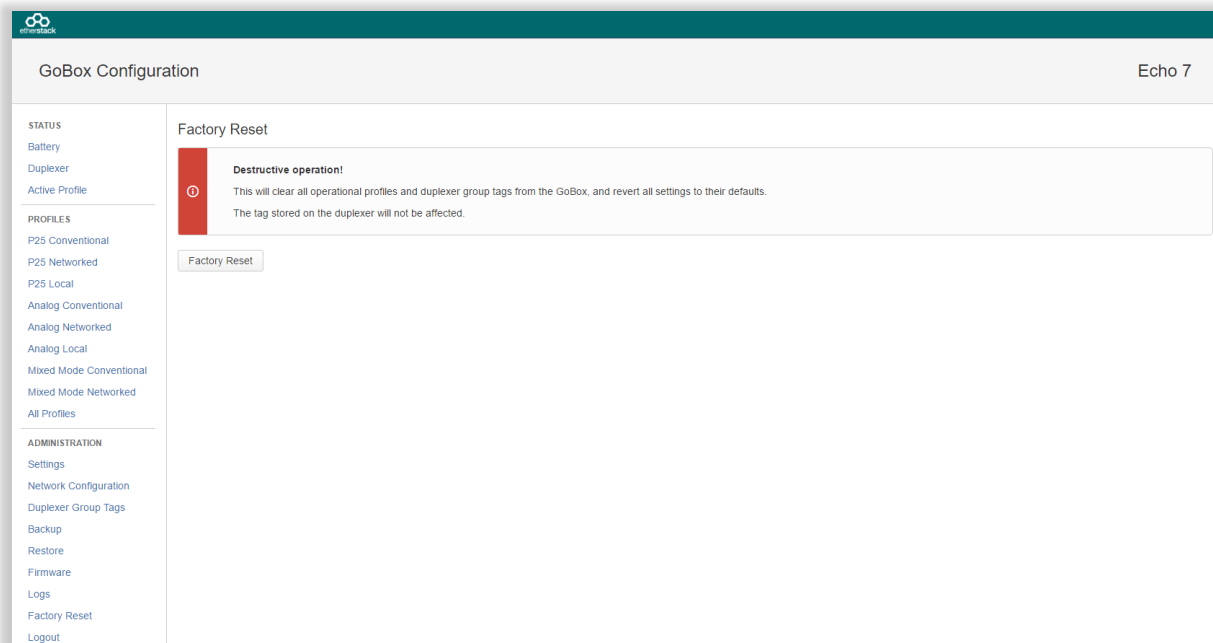 etherstack
GoBox Configuration
Echo 7
STATUS
Battery
Duplexer
Active Profile
PROFILES
P25 Conventional
P25 Networked
P25 Local
Analog Conventional
Analog Networked
Analog Local
Mixed Mode Conventional
Mixed Mode Networked
All Profiles
ADMINISTRATION
Settings
Network Configuration
Duplexer Group Tags
Backup
Restore
Firmware
Logs
Factory Reset
Logout
Factory Reset
Destructive operation!
This will clear all operational profiles and duplexer group tags from the GoBox, and revert all settings to their defaults.
The tag stored on the duplexer will not be affected.
Factory Reset